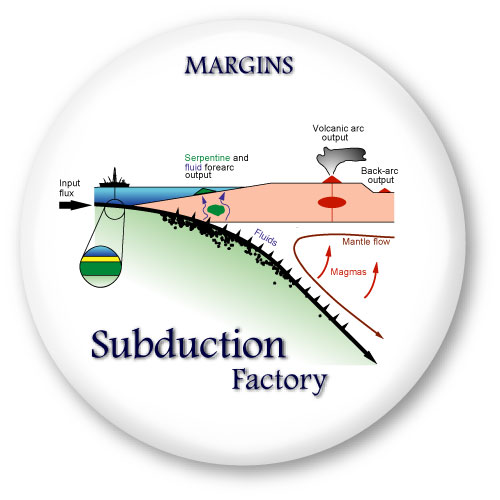 MARGINS
Volcanic arc
output
Serpentine and
fluid forearc
output
Back-arc
output
Input
flux
Fluids
Mantle flow
Magmas
Subduction
Factory